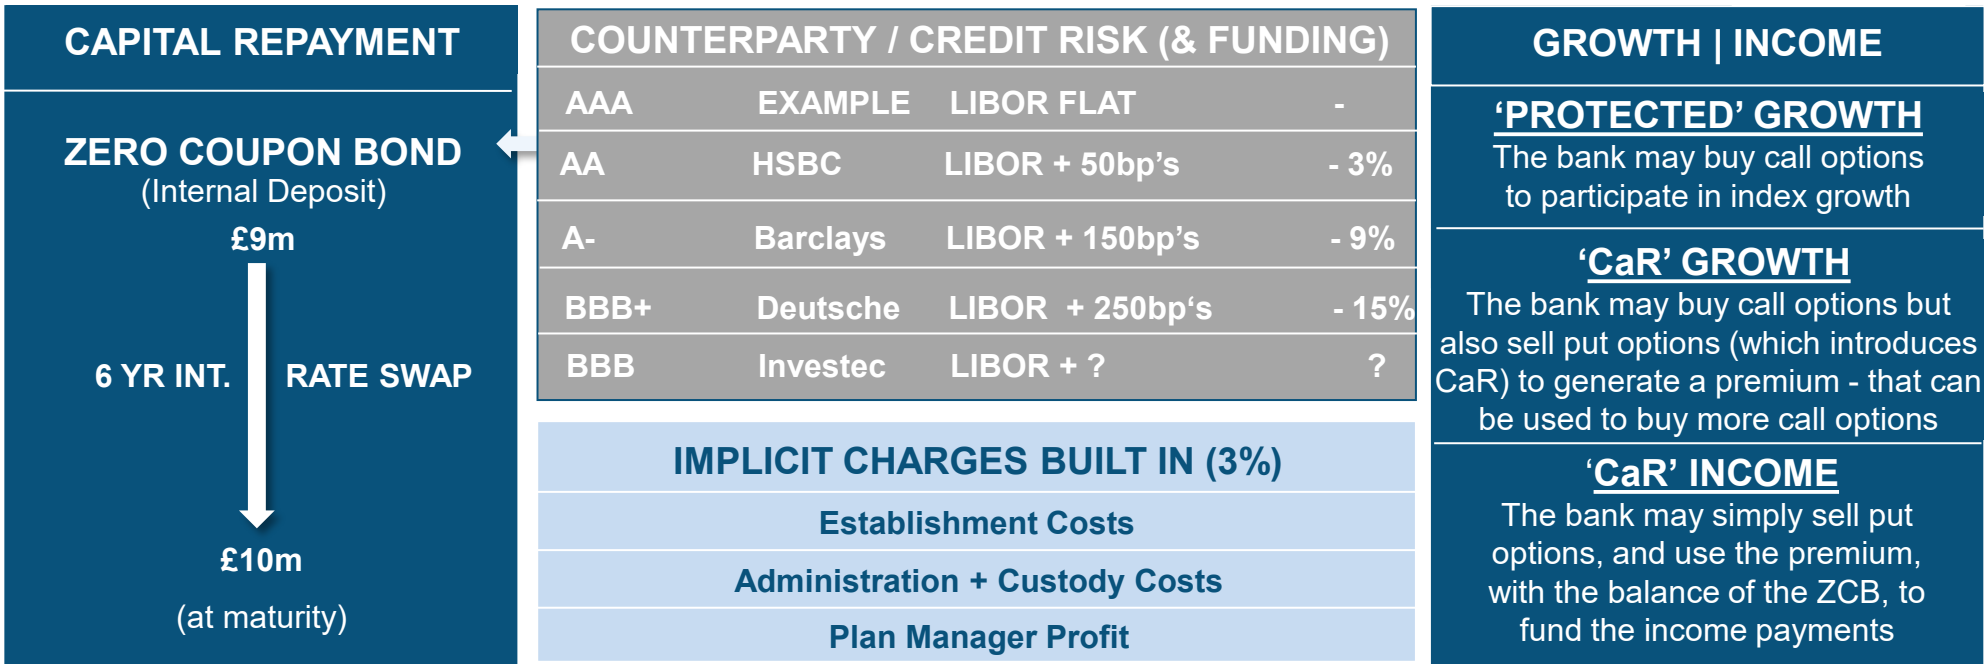 CAPITAL REPAYMENT
ZERO COUPON BOND
(Internal Deposit)
£9m
6 YR INT. RATE SWAP
£10m
(at maturity)
COUNTERPARTY / CREDIT RISK (& FUNDING)
AAA EXAMPLE LIBOR FLAT -
AA HSBC LIBOR + 50bp’s - 3%
A- Barclays LIBOR + 150bp’s - 9%
BBB+ Deutsche LIBOR + 250bp‘s - 15%
BBB Investec LIBOR + ? ?
IMPLICIT CHARGES BUILT IN (3%)
Establishment Costs
Administration + Custody Costs
Plan Manager Profit
GROWTH | INCOME
‘PROTECTED’ GROWTH
The bank may buy call options
to participate in index growth
‘CaR’ GROWTH
The bank may buy call options but
also sell put options (which introduces
CaR) to generate a premium - that can
be used to buy more call options
‘CaR’ INCOME
The bank may simply sell put
options, and use the premium,
with the balance of the ZCB, to
fund the income payments